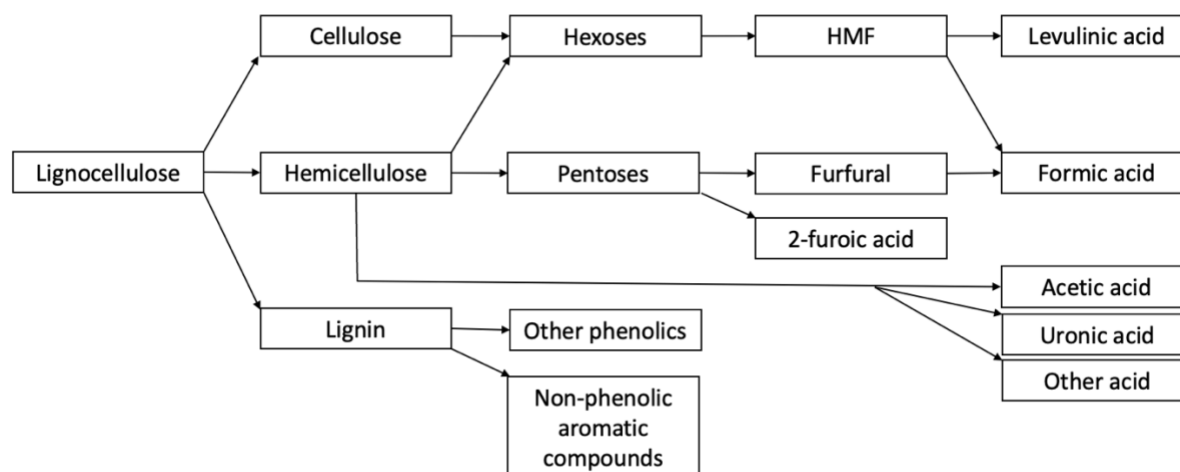 Cellulose
Hexoses
HMF
Levulinic acid
Lignocellulose
Hemicellulose
Pentoses
Furfural
Formic acid
2-furoic acid
Acetic acid
Lignin
Other phenolics
Uronic acid
Other acid
Non-phenolic
aromatic
compounds